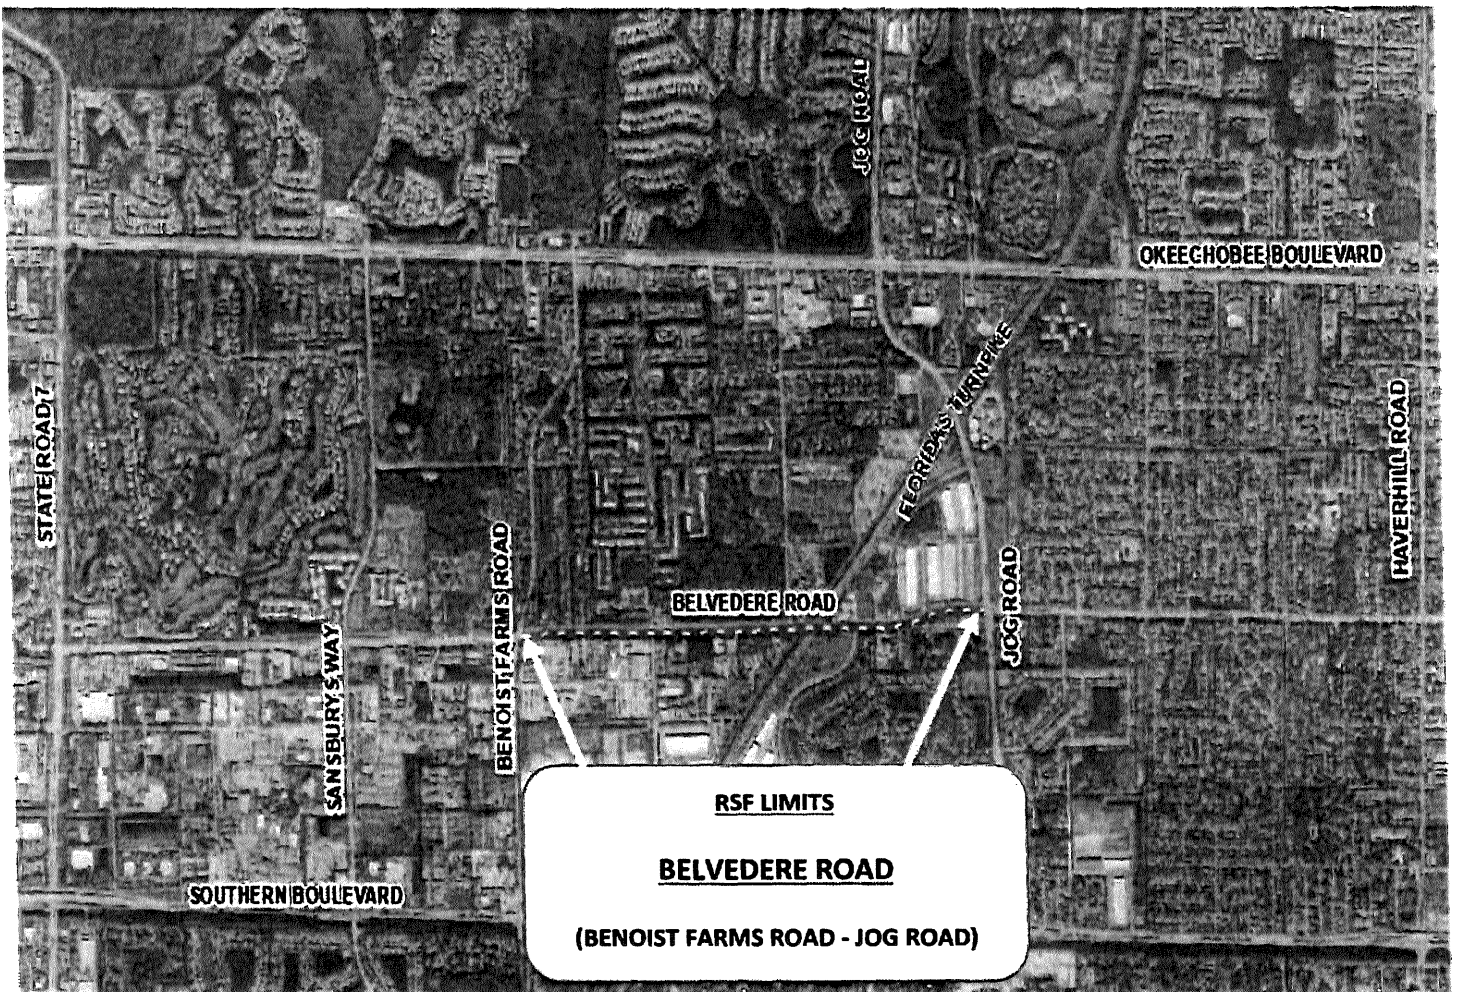 JOG ROAD
OKEECHOBEE BOULEVARD
FLORIDA'S TURNPIKE
STATE ROAD 7
HAVERHILL ROAD
BENOIST FARMS ROAD
BELVEDERE ROAD
JOG ROAD
SANSBURY'S WAY
SOUTHERN BOULEVARD
RSF LIMITS
BELVEDERE ROAD
(BENOIST FARMS ROAD - JOG ROAD)